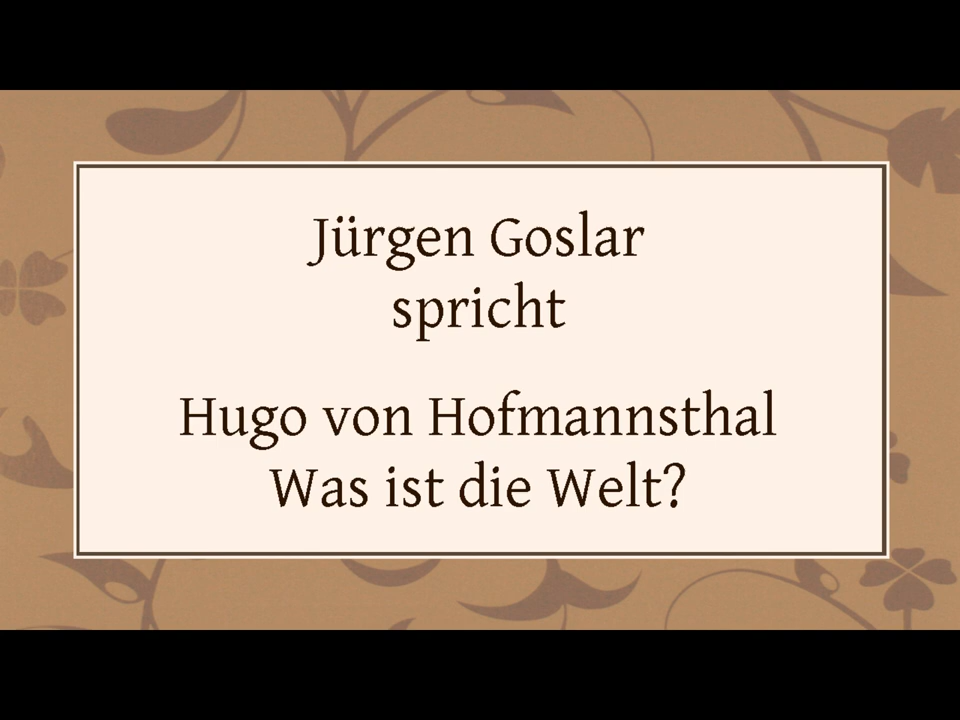 Jürgen Goslar
spricht
Hugo von Hofmannsthal
Was ist die Welt?